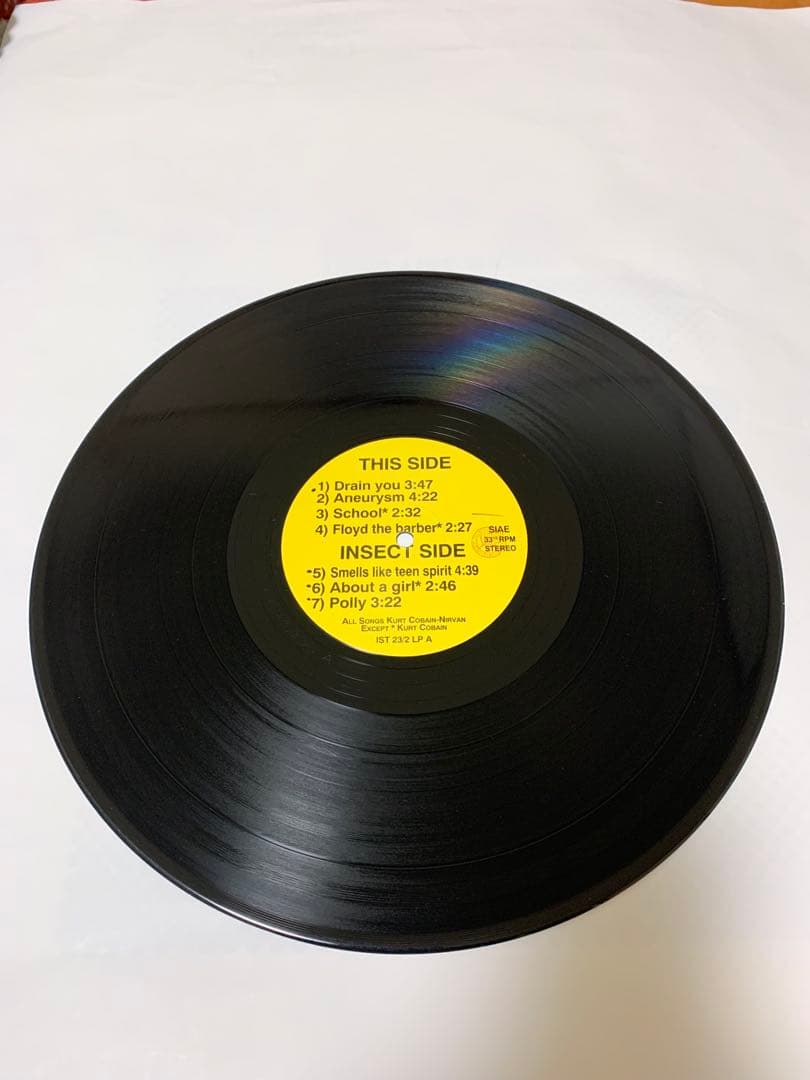 THIS SIDE
1) Drain you 3:47
2) Aneurysm 4:22
3) School* 2:32
4) Floyd the barber* 2:27
SIAE
33 RPM
STEREO
INSECT SIDE
5) Smells like teen spirit 4:39
6) About a girl* 2:46
7) Polly 3:22
ALL SONGS KURT COBAIN-NIRVAN
EXCEPT * KURT COBAIN
IST 23/2 LP A